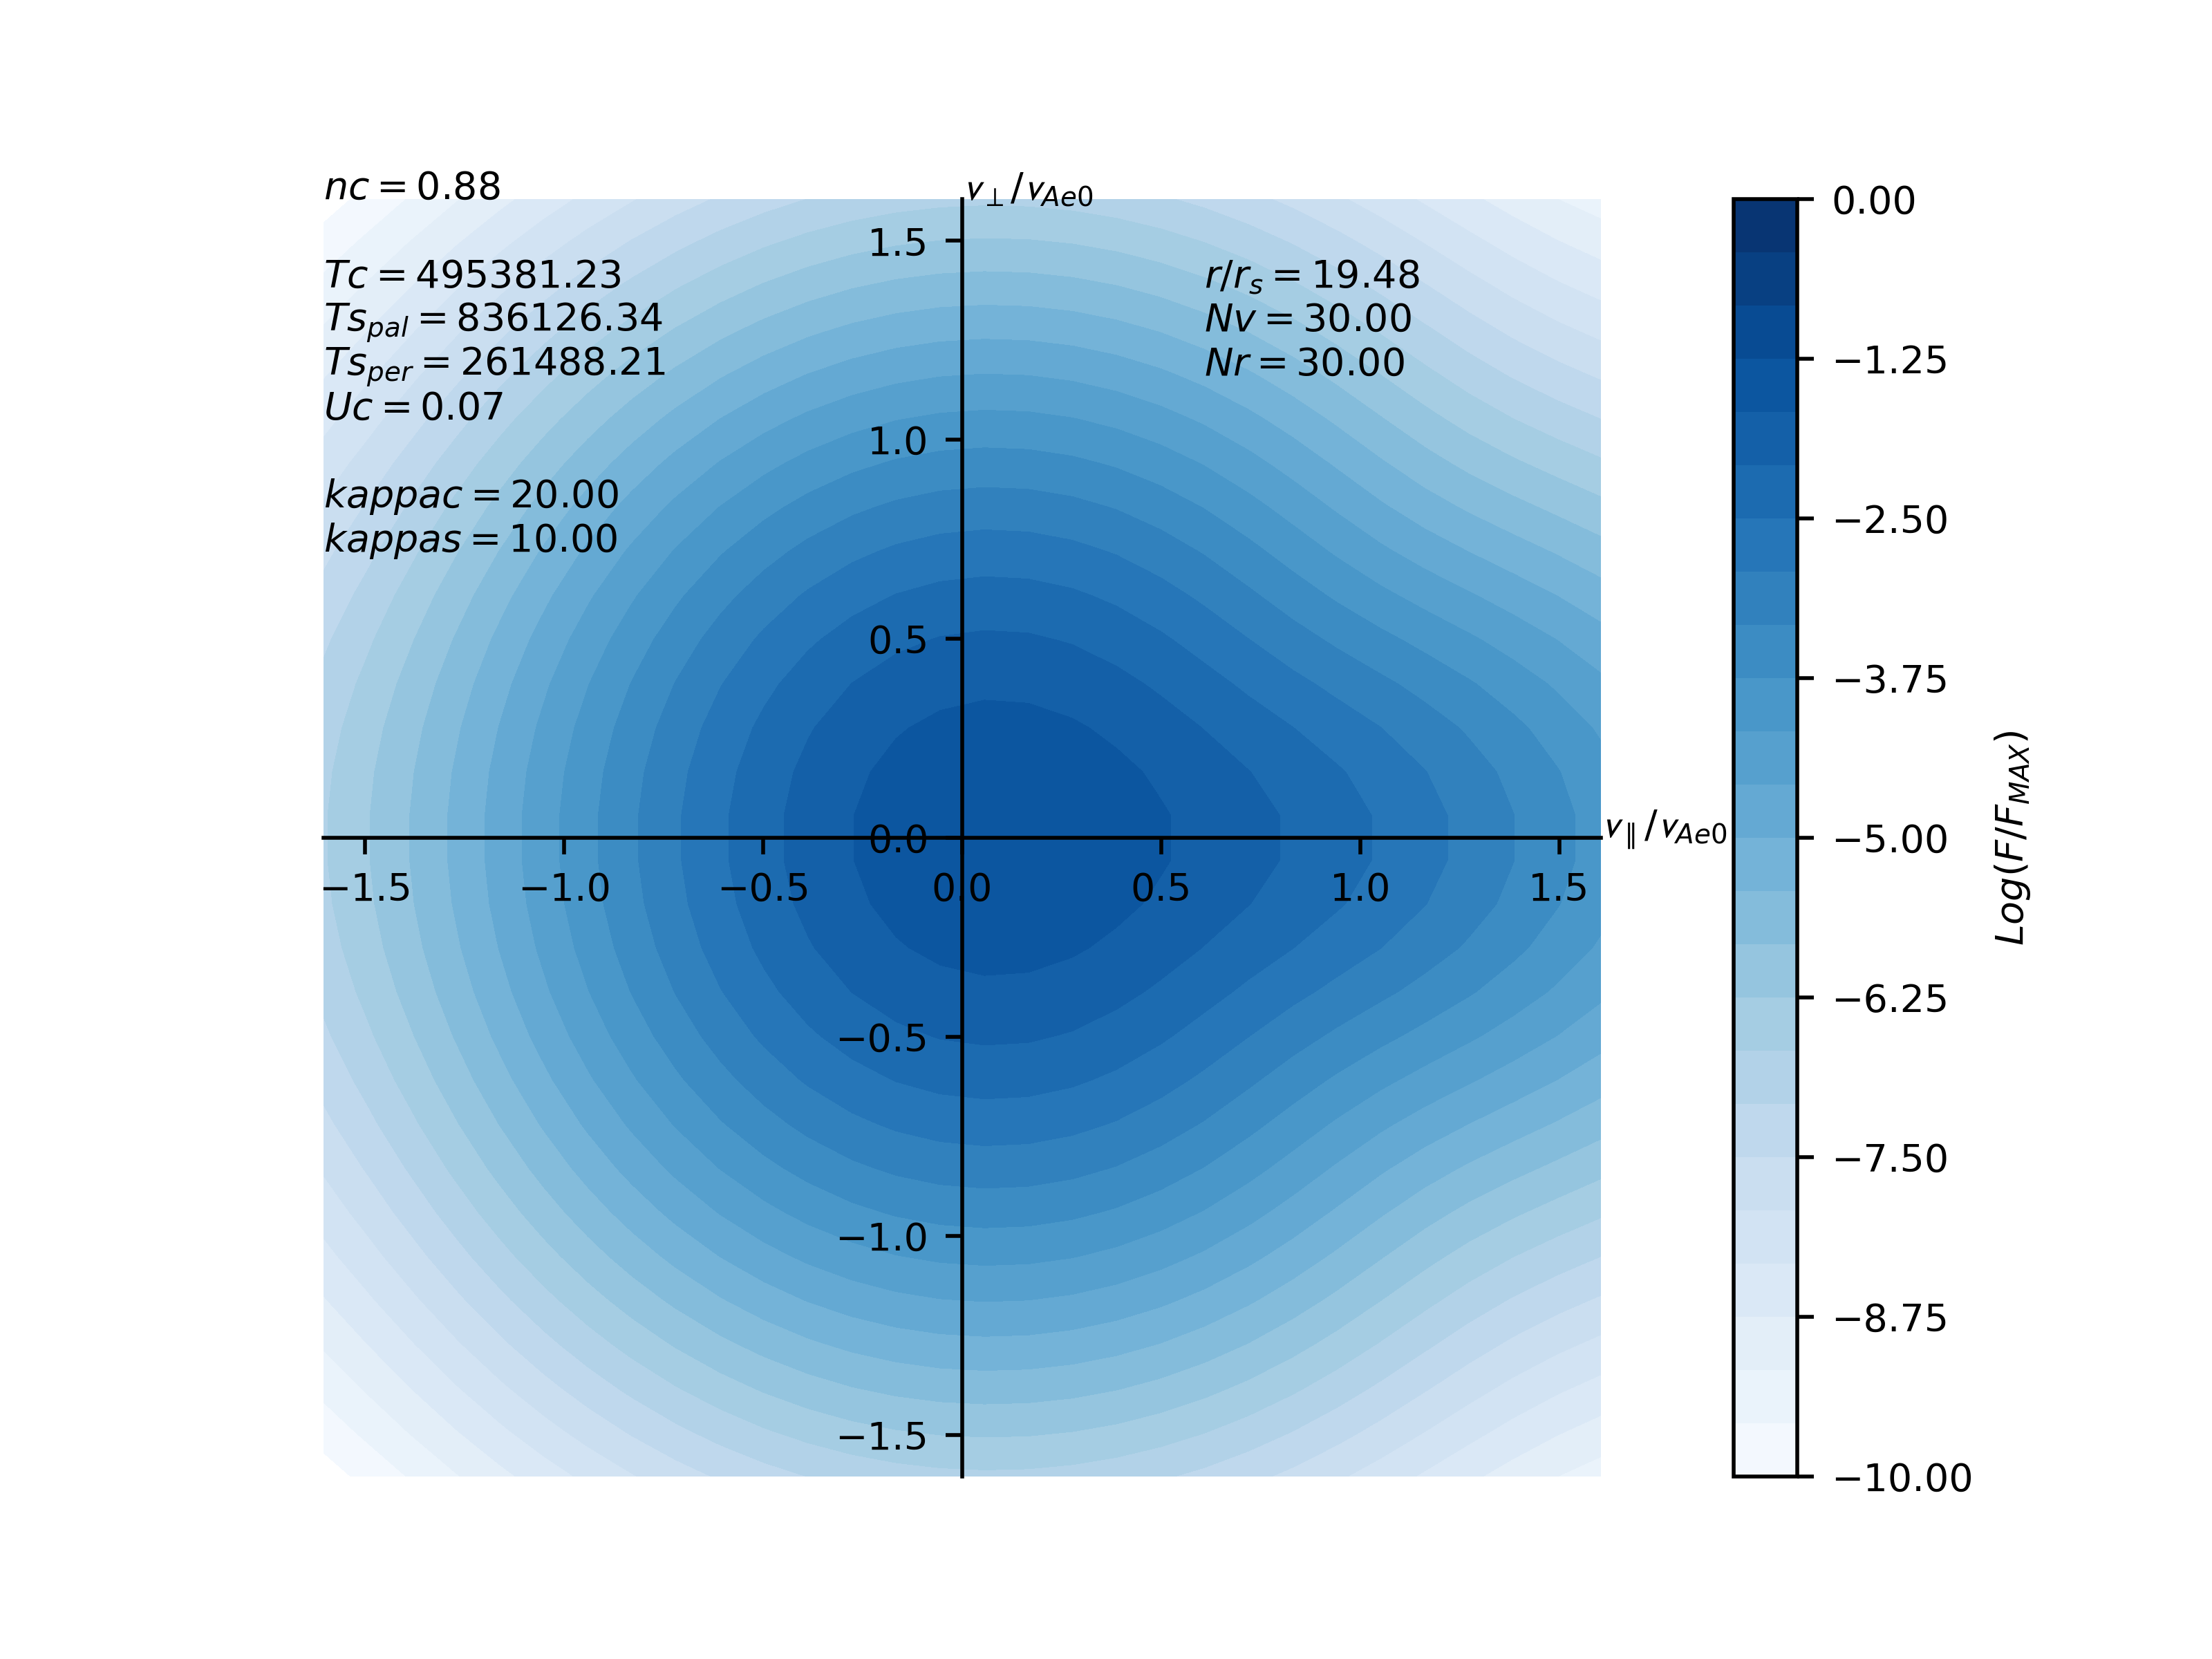 nc = 0.88
v⊥/vAe0
Tc = 495381.23
Tspal = 836126.34
Tsper = 261488.21
Uc = 0.07
kappac = 20.00
kappas = 10.00
r/rs = 19.48
Nv = 30.00
Nr = 30.00
1.5
1.0
0.5
0.0
−0.5
−1.0
−1.5
−1.5
−1.0
−0.5
0.0
0.5
1.0
1.5
v∥/vAe0
0.00
−1.25
−2.50
−3.75
−5.00
−6.25
−7.50
−8.75
−10.00
Log(F/FMAX)